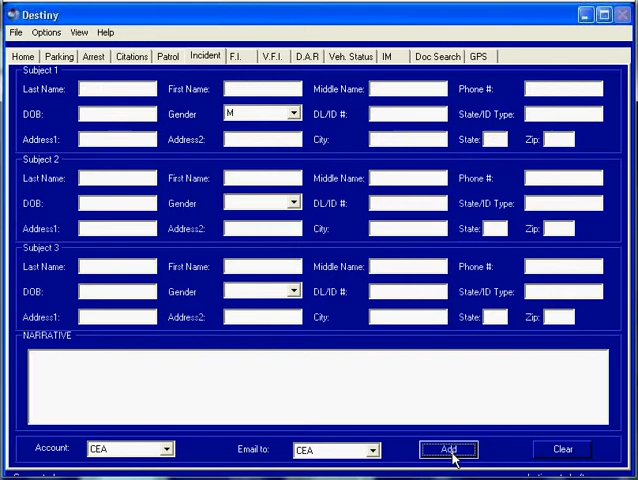 Destiny
File Options View Help
Home Parking Arrest Citations Patrol Incident F.I. V.F.I. D.A.R Veh. Status IM Doc Search GPS
Subject 1
Last Name: First Name: Middle Name: Phone #:
DOB: Gender M DL/ID #: State/ID Type:
Address1: Address2: City: State: Zip:
Subject 2
Last Name: First Name: Middle Name: Phone #:
DOB: Gender DL/ID #: State/ID Type:
Address1: Address2: City: State: Zip:
Subject 3
Last Name: First Name: Middle Name: Phone #:
DOB: Gender DL/ID #: State/ID Type:
Address1: Address2: City: State: Zip:
NARRATIVE
Account: CEA Email to: CEA Add Clear